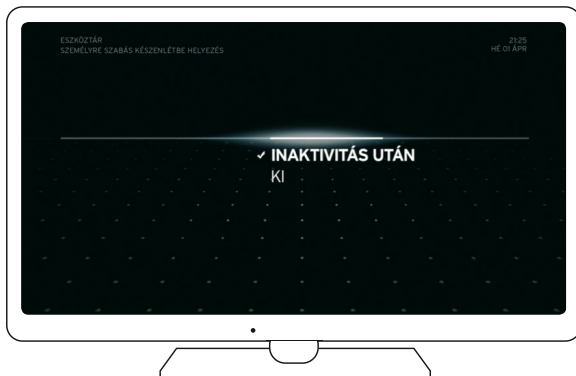 ESZKÖZTÁR
SZEMÉLYRE SZABÁS KÉSZENLÉTBE HELYEZÉS
21:25
HÉ 01 ÁPR
✓ INAKTIVITÁS UTÁN
KI